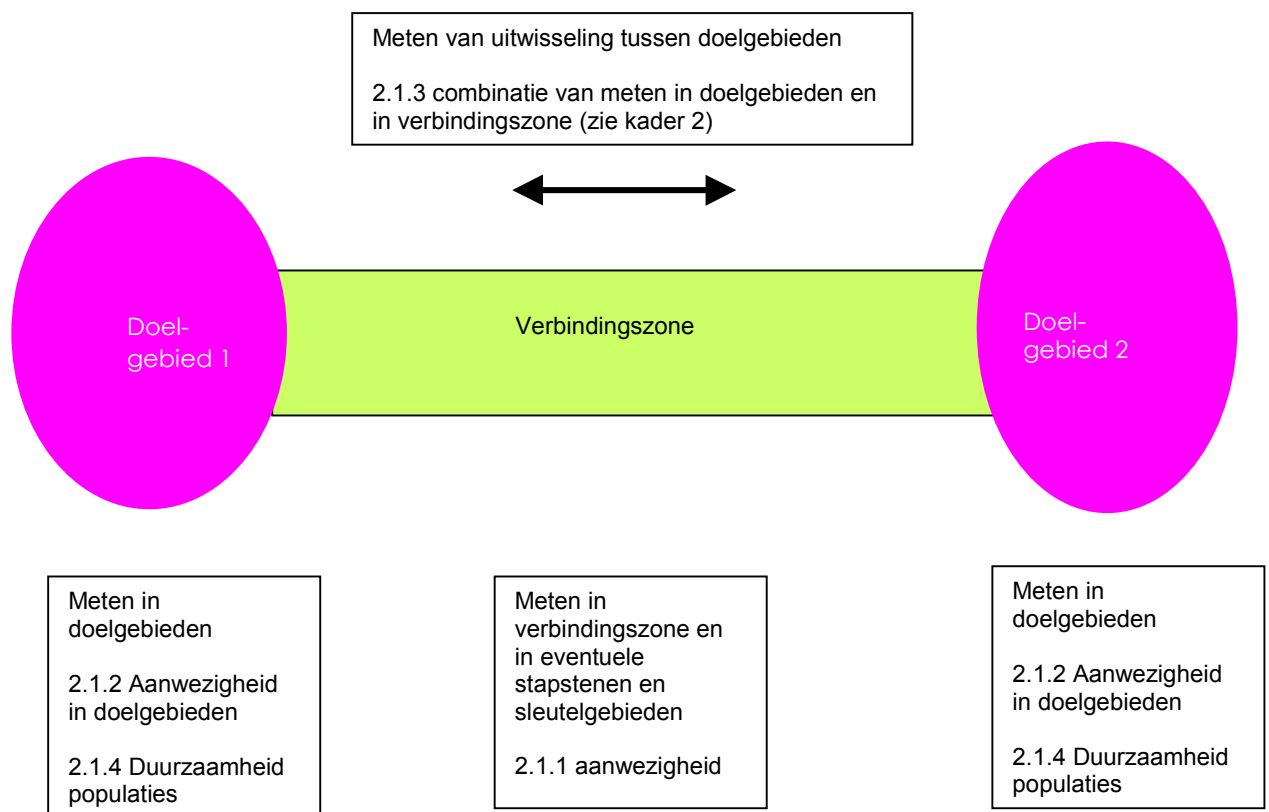 Meten van uitwisseling tussen doelgebieden
2.1.3 combinatie van meten in doelgebieden en
in verbindingszone (zie kader 2)
Doel-
gebied 1
Verbindingszone
Doel-
gebied 2
Meten in
doelgebieden
2.1.2 Aanwezigheid
in doelgebieden
2.1.4 Duurzaamheid
populaties
Meten in
verbindingszone en
in eventuele
stapstenen en
sleutelgebieden
2.1.1 aanwezigheid
Meten in
doelgebieden
2.1.2 Aanwezigheid
in doelgebieden
2.1.4 Duurzaamheid
populaties